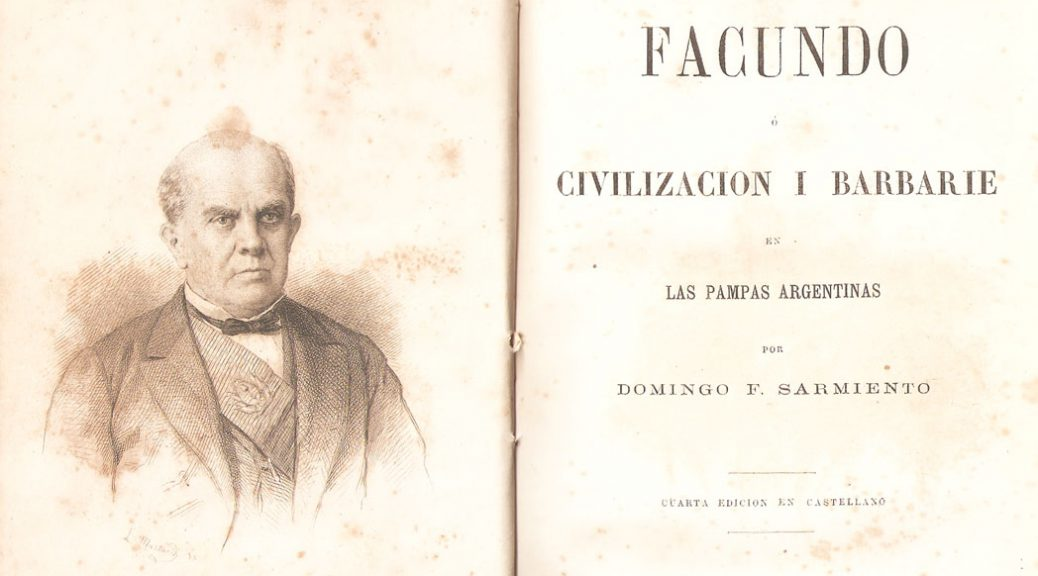 FACUNDO
ó
CIVILIZACION I BARBARIE
EN
LAS PAMPAS ARGENTINAS
POR
DOMINGO F. SARMIENTO
CUARTA EDICION EN CASTELLANO